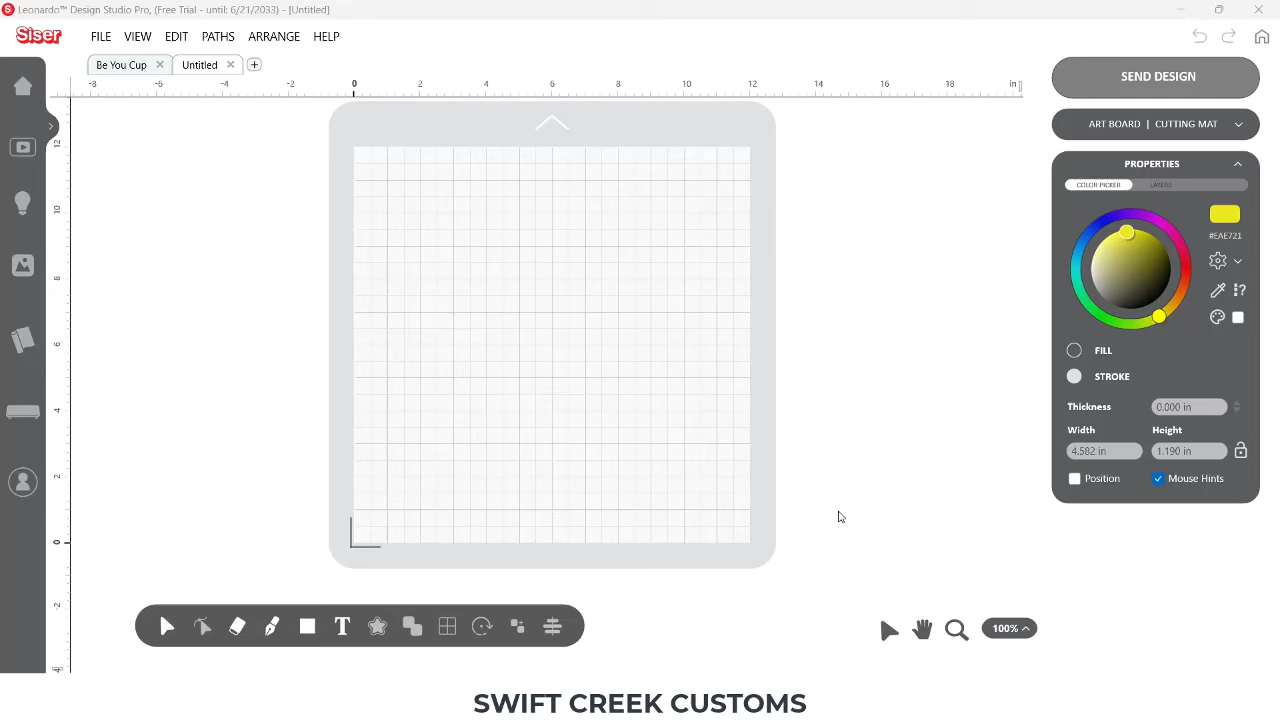 Leonardo™ Design Studio Pro, (Free Trial - until: 6/21/2033) - [Untitled]
Siser
FILE VIEW EDIT PATHS ARRANGE HELP
Be You Cup Untitled
-8 -6 -4 -2 0 2 4 6 8 10 12 14 16 18 in
12
10
8
6
4
2
0
-2
-4
SEND DESIGN
ART BOARD | CUTTING MAT
PROPERTIES
COLOR PICKER LAYERS
#EAE721
FILL
STROKE
Thickness 0.000 in
Width Height
4.582 in 1.190 in
Position Mouse Hints
T
100%
SWIFT CREEK CUSTOMS